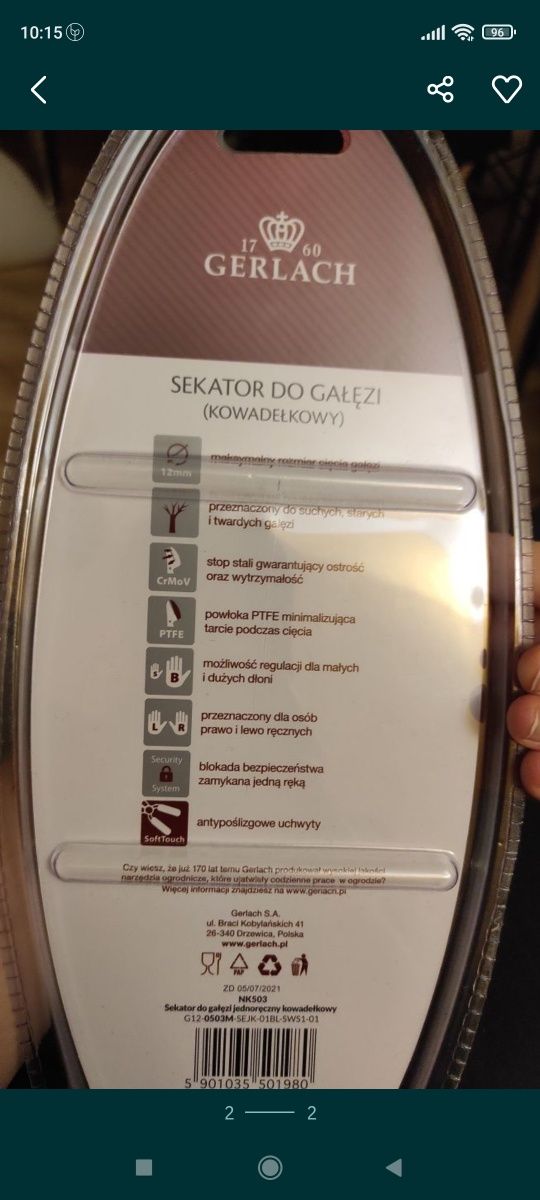 10:15
96
17 60
GERLACH
SEKATOR DO GAŁĘZI
(KOWADEŁKOWY)
12mm
maksymalny rozmiar cięcia gałęzi
przeznaczony do suchych, starych
i twardych gałęzi
CrMoV
stop stali gwarantujący ostrość
oraz wytrzymałość
PTFE
powłoka PTFE minimalizująca
tarcie podczas cięcia
S B
możliwość regulacji dla małych
i dużych dłoni
L R
przeznaczony dla osób
prawo i lewo ręcznych
Security
System
blokada bezpieczeństwa
zamykana jedną ręką
SoftTouch
antypoślizgowe uchwyty
Czy wiesz, że już 170 lat temu Gerlach produkował wysokiej jakości
narzędzia ogrodnicze, które ułatwiały codzienne prace w ogrodzie?
Więcej informacji znajdziesz na www.gerlach.pl
Gerlach S.A.
ul. Braci Kobylańskich 41
26-340 Drzewica, Polska
www.gerlach.pl
PAP
ZD 05/07/2021
NK503
Sekator do gałęzi jednoręczny kowadełkowy
G12-0503M-SEJK-01BL-SWS1-01
5 901035 501980
2 2